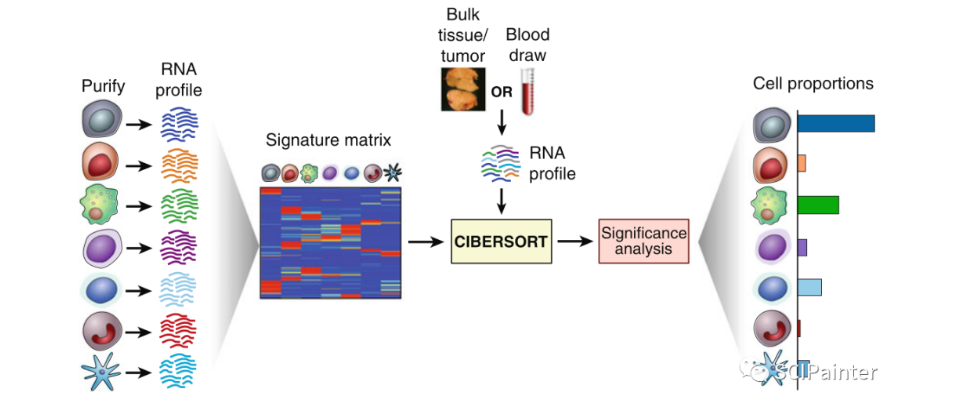 Purify
RNA
profile
Signature matrix
Bulk
tissue/
tumor
OR
Blood
draw
RNA
profile
CIBERSORT
Significance
analysis
Cell proportions
SCIPainter